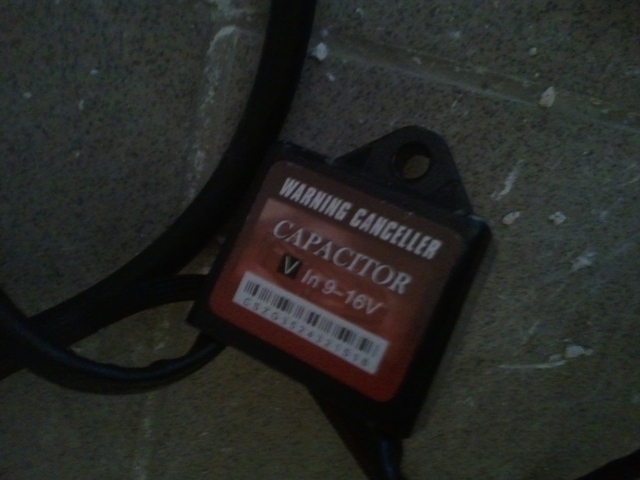 WARNING CANCELLER
CAPACITOR
V In 9-16V